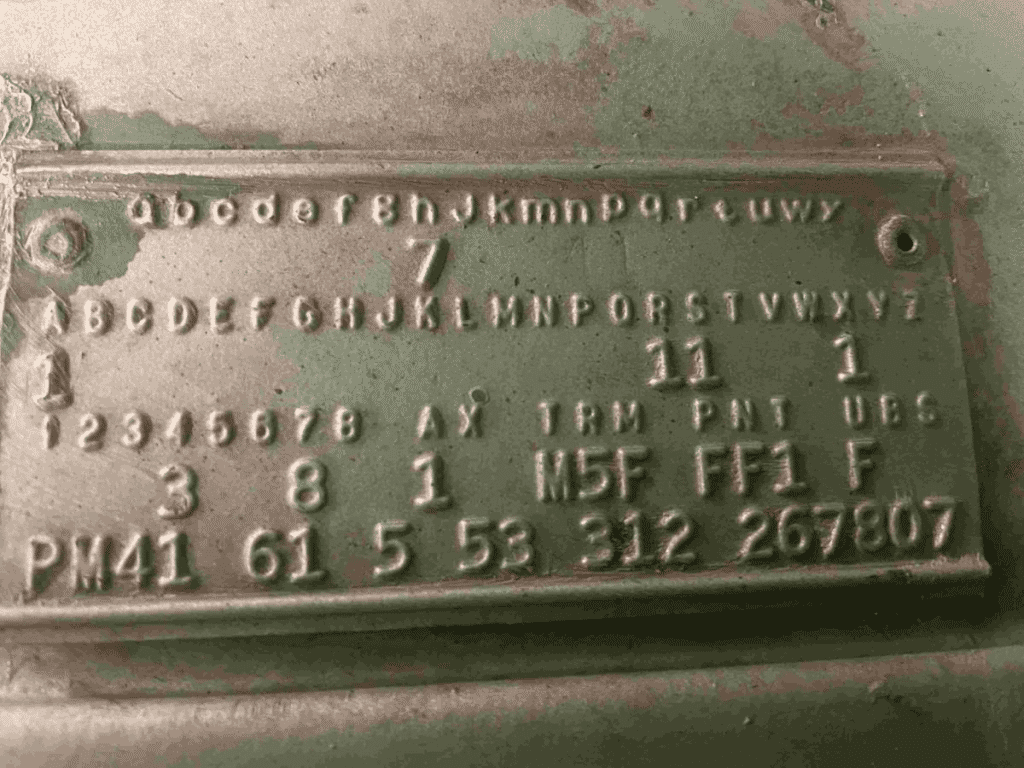 abcdefghJkmnpqrtuwy
7
ABCDEFGHJKLMNPQRSTVWXYZ
1 11 1
12345678 AX TRM PNT UBS
3 8 1 M5F FF1 F
PM41 61 5 53 312 267807